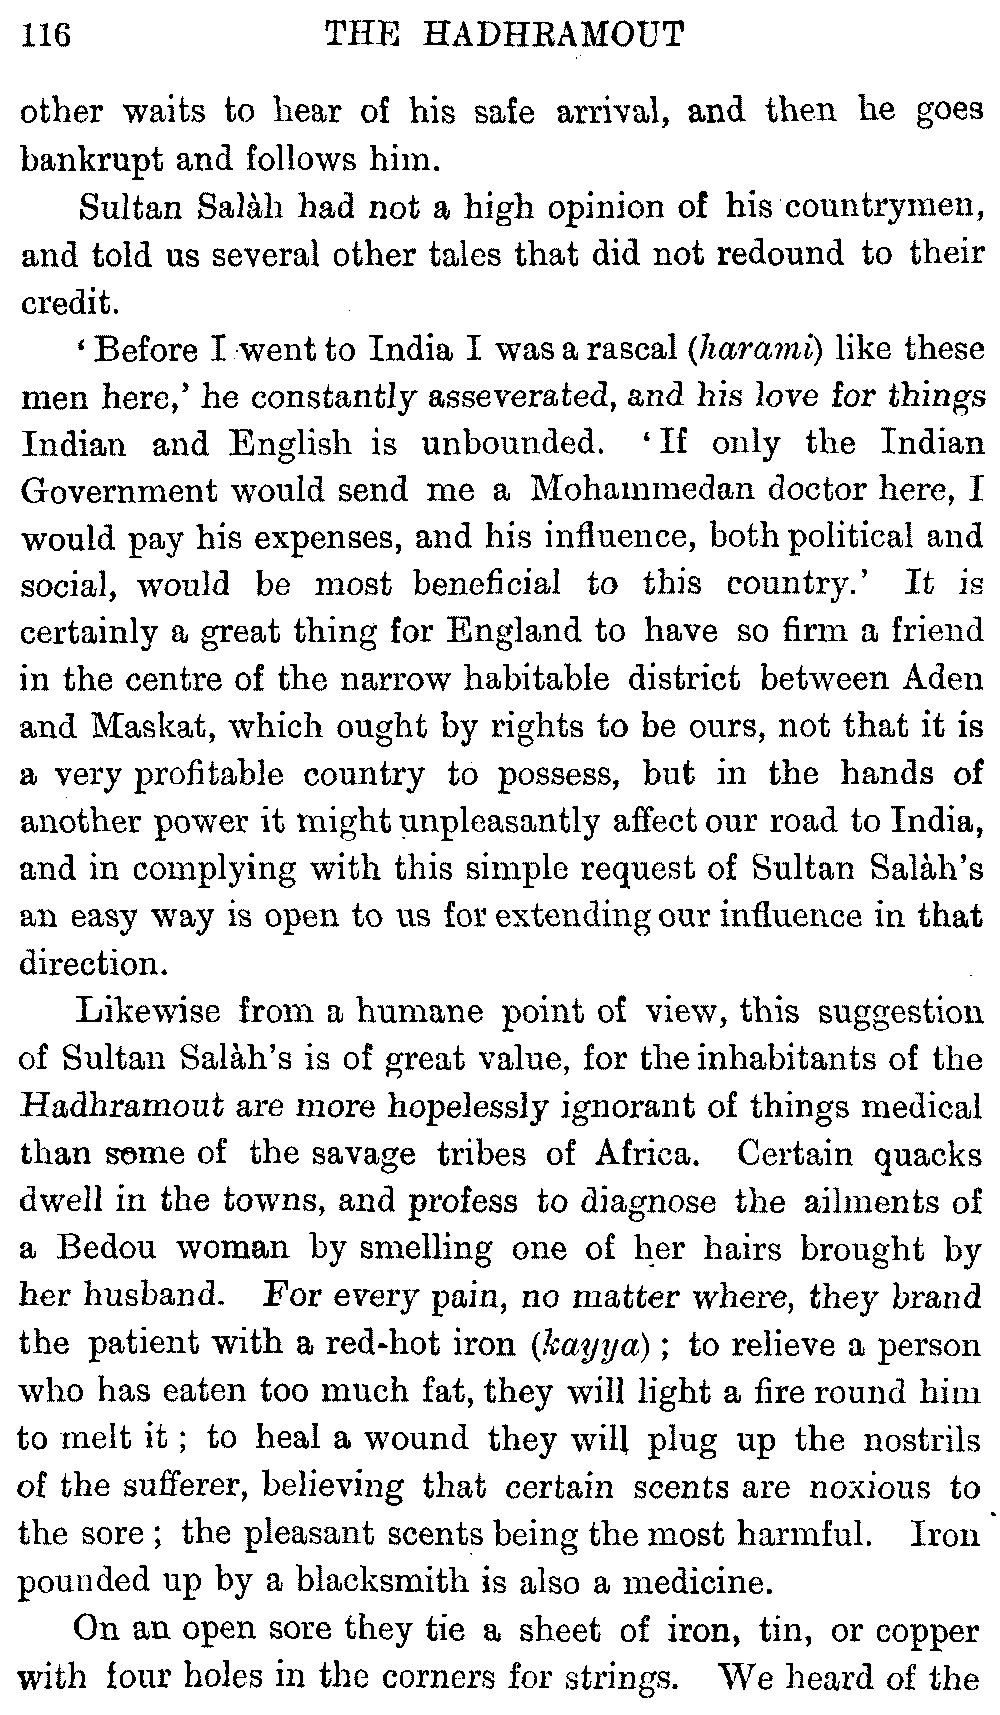 116 THE HADHRAMOUT
other waits to hear of his safe arrival, and then he goes
bankrupt and follows him.
Sultan Salàh had not a high opinion of his countrymen,
and told us several other tales that did not redound to their
credit.
‘ Before I went to India I was a rascal (harami) like these
men here,’ he constantly asseverated, and his love for things
Indian and English is unbounded. ‘ If only the Indian
Government would send me a Mohammedan doctor here, I
would pay his expenses, and his influence, both political and
social, would be most beneficial to this country.’ It is
certainly a great thing for England to have so firm a friend
in the centre of the narrow habitable district between Aden
and Maskat, which ought by rights to be ours, not that it is
a very profitable country to possess, but in the hands of
another power it might unpleasantly affect our road to India,
and in complying with this simple request of Sultan Salàh’s
an easy way is open to us for extending our influence in that
direction.
Likewise from a humane point of view, this suggestion
of Sultan Salàh’s is of great value, for the inhabitants of the
Hadhramout are more hopelessly ignorant of things medical
than some of the savage tribes of Africa. Certain quacks
dwell in the towns, and profess to diagnose the ailments of
a Bedou woman by smelling one of her hairs brought by
her husband. For every pain, no matter where, they brand
the patient with a red-hot iron (kayya) ; to relieve a person
who has eaten too much fat, they will light a fire round him
to melt it ; to heal a wound they will plug up the nostrils
of the sufferer, believing that certain scents are noxious to
the sore ; the pleasant scents being the most harmful. Iron
pounded up by a blacksmith is also a medicine.
On an open sore they tie a sheet of iron, tin, or copper
with four holes in the corners for strings. We heard of the